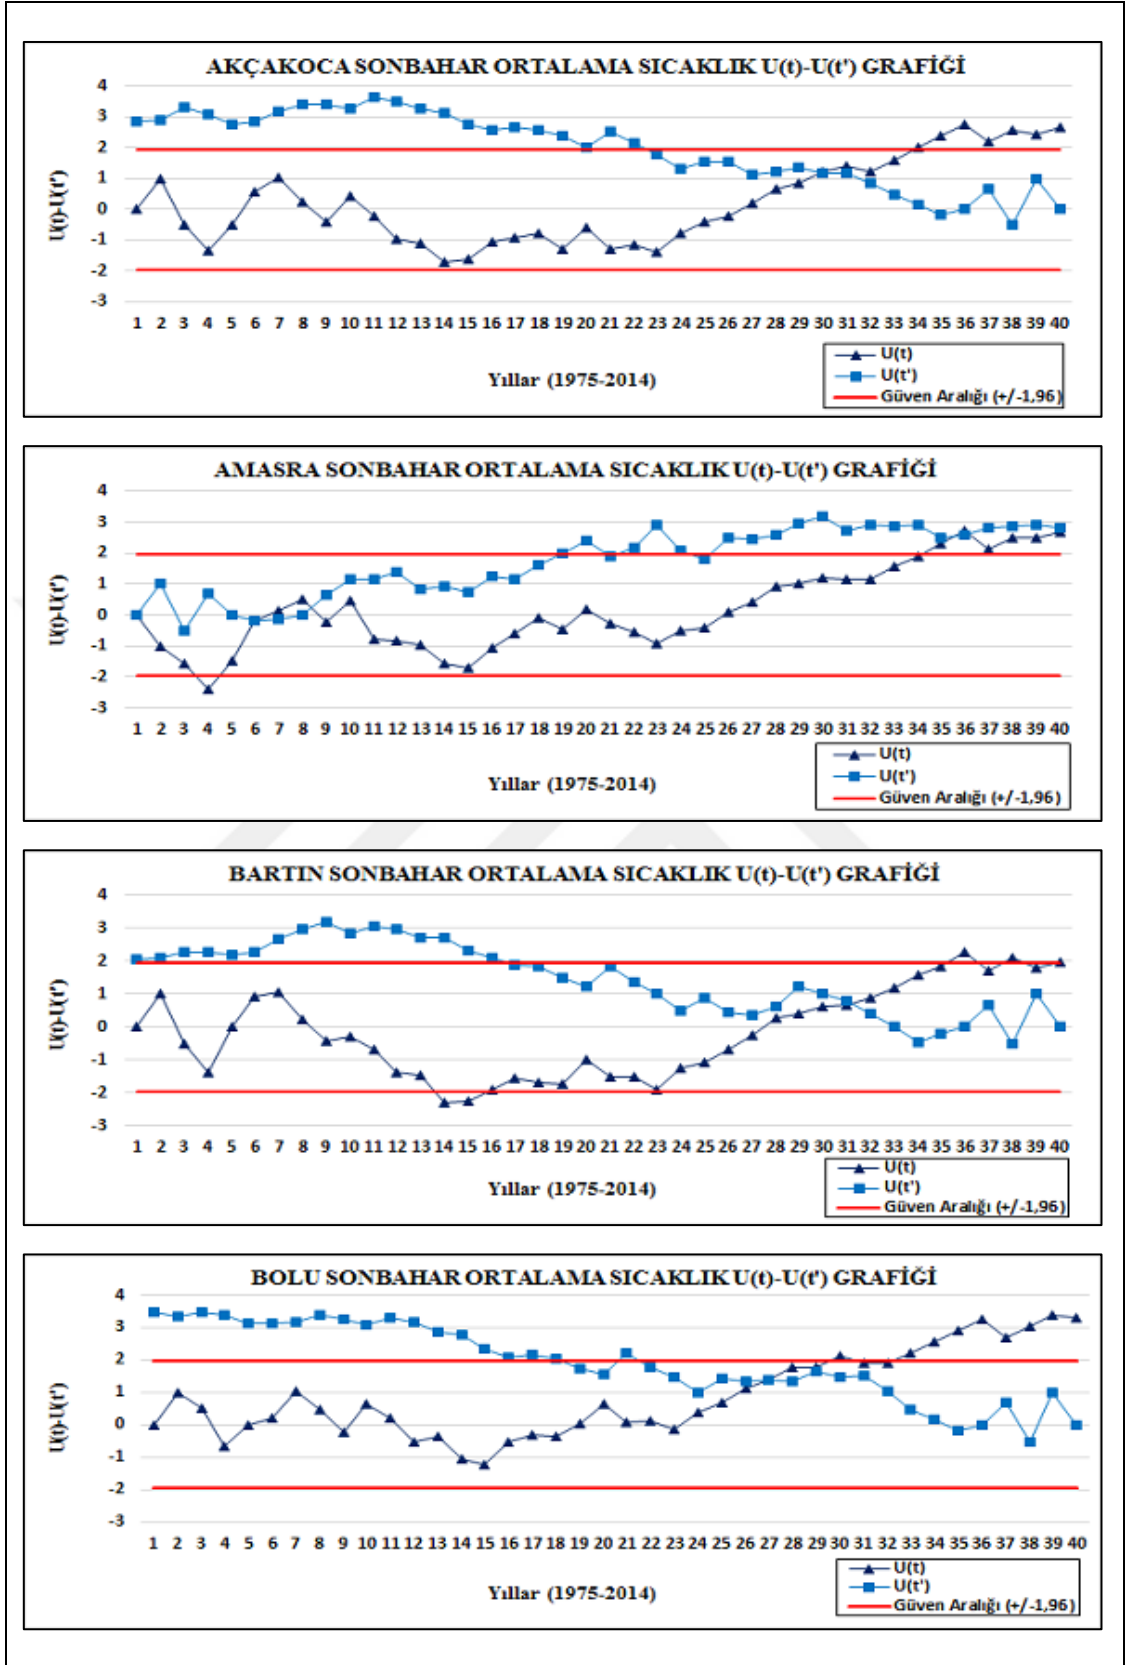 AKÇAKOCA SONBAHAR ORTALAMA SICAKLIK U(t)-U(t') GRAFİĞİ
4
3
2
1
0
-1
-2
-3
U(t)-U(t')
1 2 3 4 5 6 7 8 9 10 11 12 13 14 15 16 17 18 19 20 21 22 23 24 25 26 27 28 29 30 31 32 33 34 35 36 37 38 39 40
Yıllar (1975-2014)
U(t)
U(t')
Güven Aralığı (+/-1,96)
AMASRA SONBAHAR ORTALAMA SICAKLIK U(t)-U(t') GRAFİĞİ
4
3
2
1
0
-1
-2
-3
U(t)-U(t')
1 2 3 4 5 6 7 8 9 10 11 12 13 14 15 16 17 18 19 20 21 22 23 24 25 26 27 28 29 30 31 32 33 34 35 36 37 38 39 40
Yıllar (1975-2014)
U(t)
U(t')
Güven Aralığı (+/-1,96)
BARTIN SONBAHAR ORTALAMA SICAKLIK U(t)-U(t') GRAFİĞİ
4
3
2
1
0
-1
-2
-3
U(t)-U(t')
1 2 3 4 5 6 7 8 9 10 11 12 13 14 15 16 17 18 19 20 21 22 23 24 25 26 27 28 29 30 31 32 33 34 35 36 37 38 39 40
Yıllar (1975-2014)
U(t)
U(t')
Güven Aralığı (+/-1,96)
BOLU SONBAHAR ORTALAMA SICAKLIK U(t)-U(t') GRAFİĞİ
4
3
2
1
0
-1
-2
-3
U(t)-U(t')
1 2 3 4 5 6 7 8 9 10 11 12 13 14 15 16 17 18 19 20 21 22 23 24 25 26 27 28 29 30 31 32 33 34 35 36 37 38 39 40
Yıllar (1975-2014)
U(t)
U(t')
Güven Aralığı (+/-1,96)